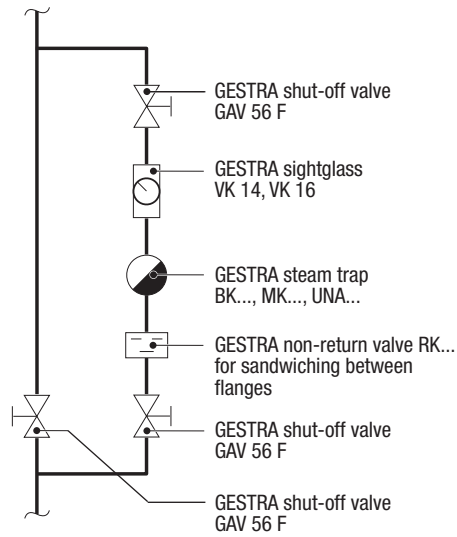 GESTRA shut-off valve
GAV 56 F
GESTRA sightglass
VK 14, VK 16
GESTRA steam trap
BK..., MK..., UNA...
GESTRA non-return valve RK...
for sandwiching between
flanges
GESTRA shut-off valve
GAV 56 F
GESTRA shut-off valve
GAV 56 F